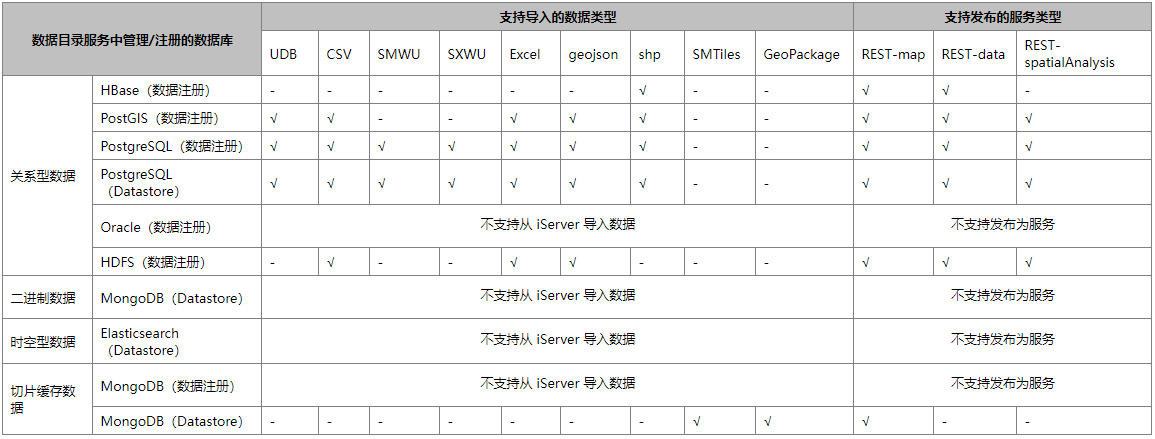 数据目录服务中管理/注册的数据库 支持导入的数据类型 支持发布的服务类型
UDB CSV SMWU SXWU Excel geojson shp SMTiles GeoPackage REST-map REST-data REST-
spatialAnalysis
关系型数据
HBase（数据注册） - - - - - - √ - - √ √ -
PostGIS（数据注册） √ √ - - √ √ √ - - √ √ √
PostgreSQL（数据注册） √ √ √ √ √ √ √ - - √ √ √
PostgreSQL
（Datastore） √ √ √ √ √ √ √ - - √ √ √
Oracle（数据注册） 不支持从 iServer 导入数据 不支持发布为服务
HDFS（数据注册） - √ - - √ √ - - - √ √ √
二进制数据 MongoDB（Datastore） 不支持从 iServer 导入数据 不支持发布为服务
时空型数据 Elasticsearch
（Datastore） 不支持从 iServer 导入数据 不支持发布为服务
切片缓存数
据
MongoDB（数据注册） 不支持从 iServer 导入数据 不支持发布为服务
MongoDB（Datastore） - - - - - - - √ √ √ - -